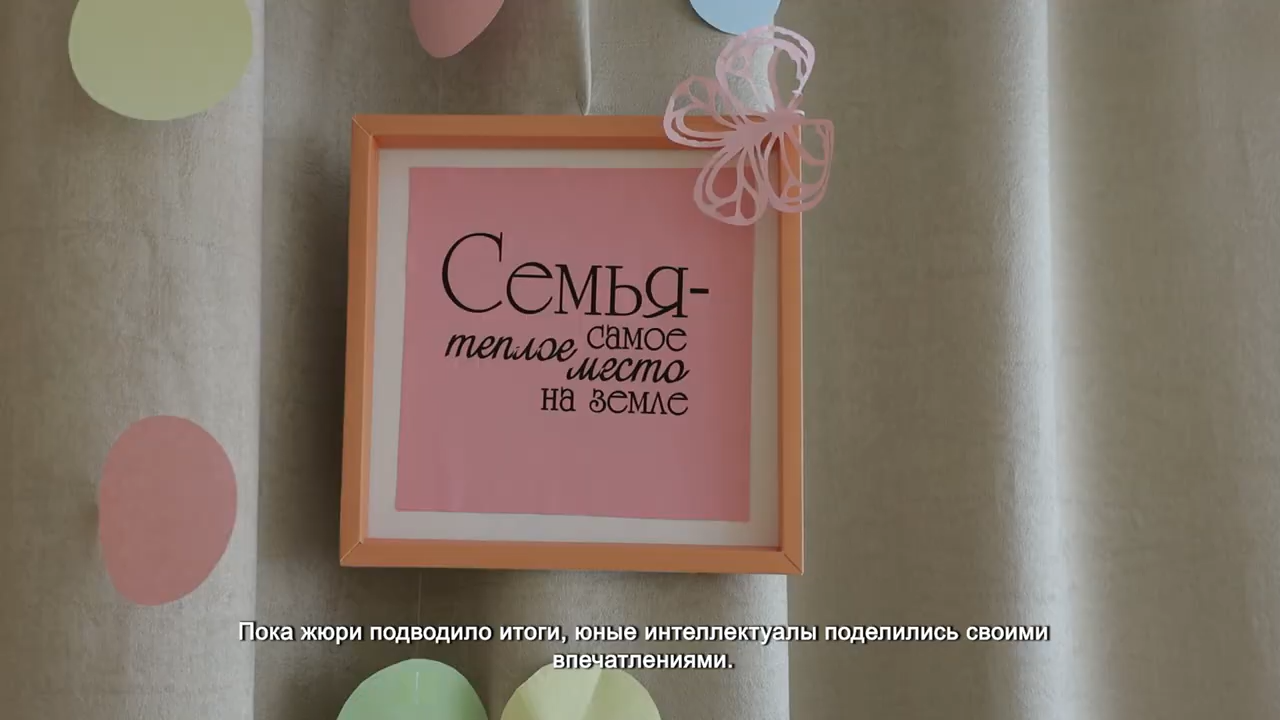 Семья-
теплое самое
место
на земле
Пока жюри подводило итоги, юные интеллектуалы поделились своими
впечатлениями.